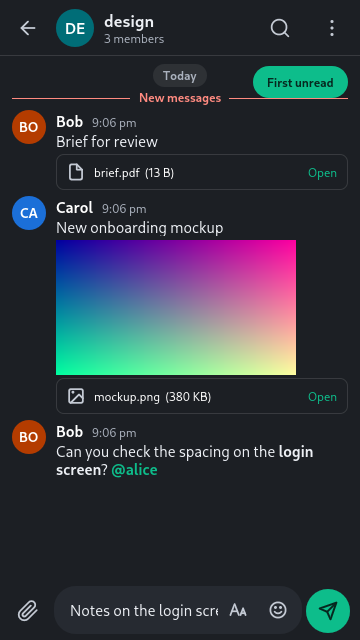 DE
design
3 members
Today
First unread
New messages
BO
Bob 9:06 pm
Brief for review
brief.pdf (13 B)
Open
CA
Carol 9:06 pm
New onboarding mockup
mockup.png (380 KB)
Open
BO
Bob 9:06 pm
Can you check the spacing on the login
screen? @alice
Notes on the login scre
AA